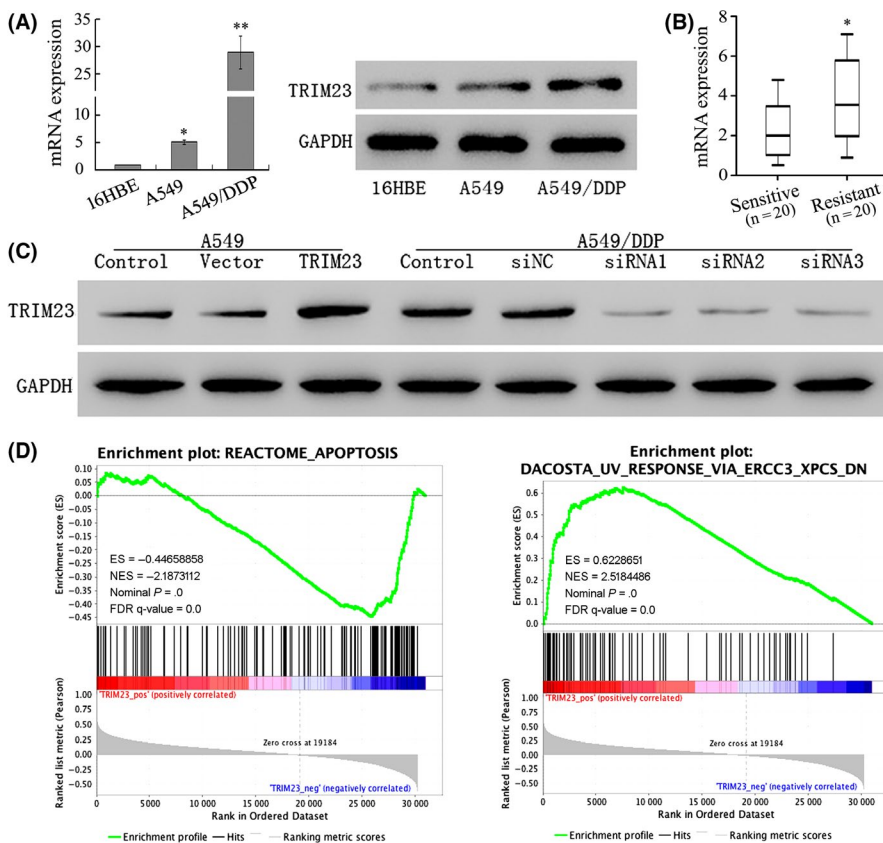 (A)
mRNA expression
35
30
25
20
15
10
5
0
**
*
16HBE
A549
A549/DDP
TRIM23
GAPDH
16HBE A549 A549/DDP
(B)
mRNA expression
8
6
4
2
0
*
Sensitive
(n = 20)
Resistant
(n = 20)
(C)
A549 A549/DDP
Control Vector TRIM23 Control siNC siRNA1 siRNA2 siRNA3
TRIM23
GAPDH
(D)
Enrichment plot: REACTOME_APOPTOSIS
Enrichment score (ES)
0.10
0.05
0.00
−0.05
−0.10
−0.15
−0.20
−0.25
−0.30
−0.35
−0.40
−0.45
ES = −0.44658858
NES = −2.1873112
Nominal P = .0
FDR q-value = 0.0
Ranked list metric (Pearson)
1.00
0.75
0.50
0.25
0.00
−0.25
−0.50
'TRIM23_pos' (positively correlated)
Zero cross at 19184
'TRIM23_neg' (negatively correlated)
0 5 000 10 000 15 000 20 000 25 000 30 000
Rank in Ordered Dataset
Enrichment profile Hits Ranking metric scores
Enrichment plot:
DACOSTA_UV_RESPONSE_VIA_ERCC3_XPCS_DN
Enrichment score (ES)
0.6
0.5
0.4
0.3
0.2
0.1
0.0
ES = 0.6228651
NES = 2.5184486
Nominal P = .0
FDR q-value = 0.0
Ranked list metric (Pearson)
1.00
0.75
0.50
0.25
0.00
−0.25
−0.50
'TRIM23_pos' (positively correlated)
Zero cross at 19184
'TRIM23_neg' (negatively correlated)
0 5000 10 000 15 000 20 000 25 000 30 000
Rank in Ordered Dataset
Enrichment profile Hits Ranking metric scores